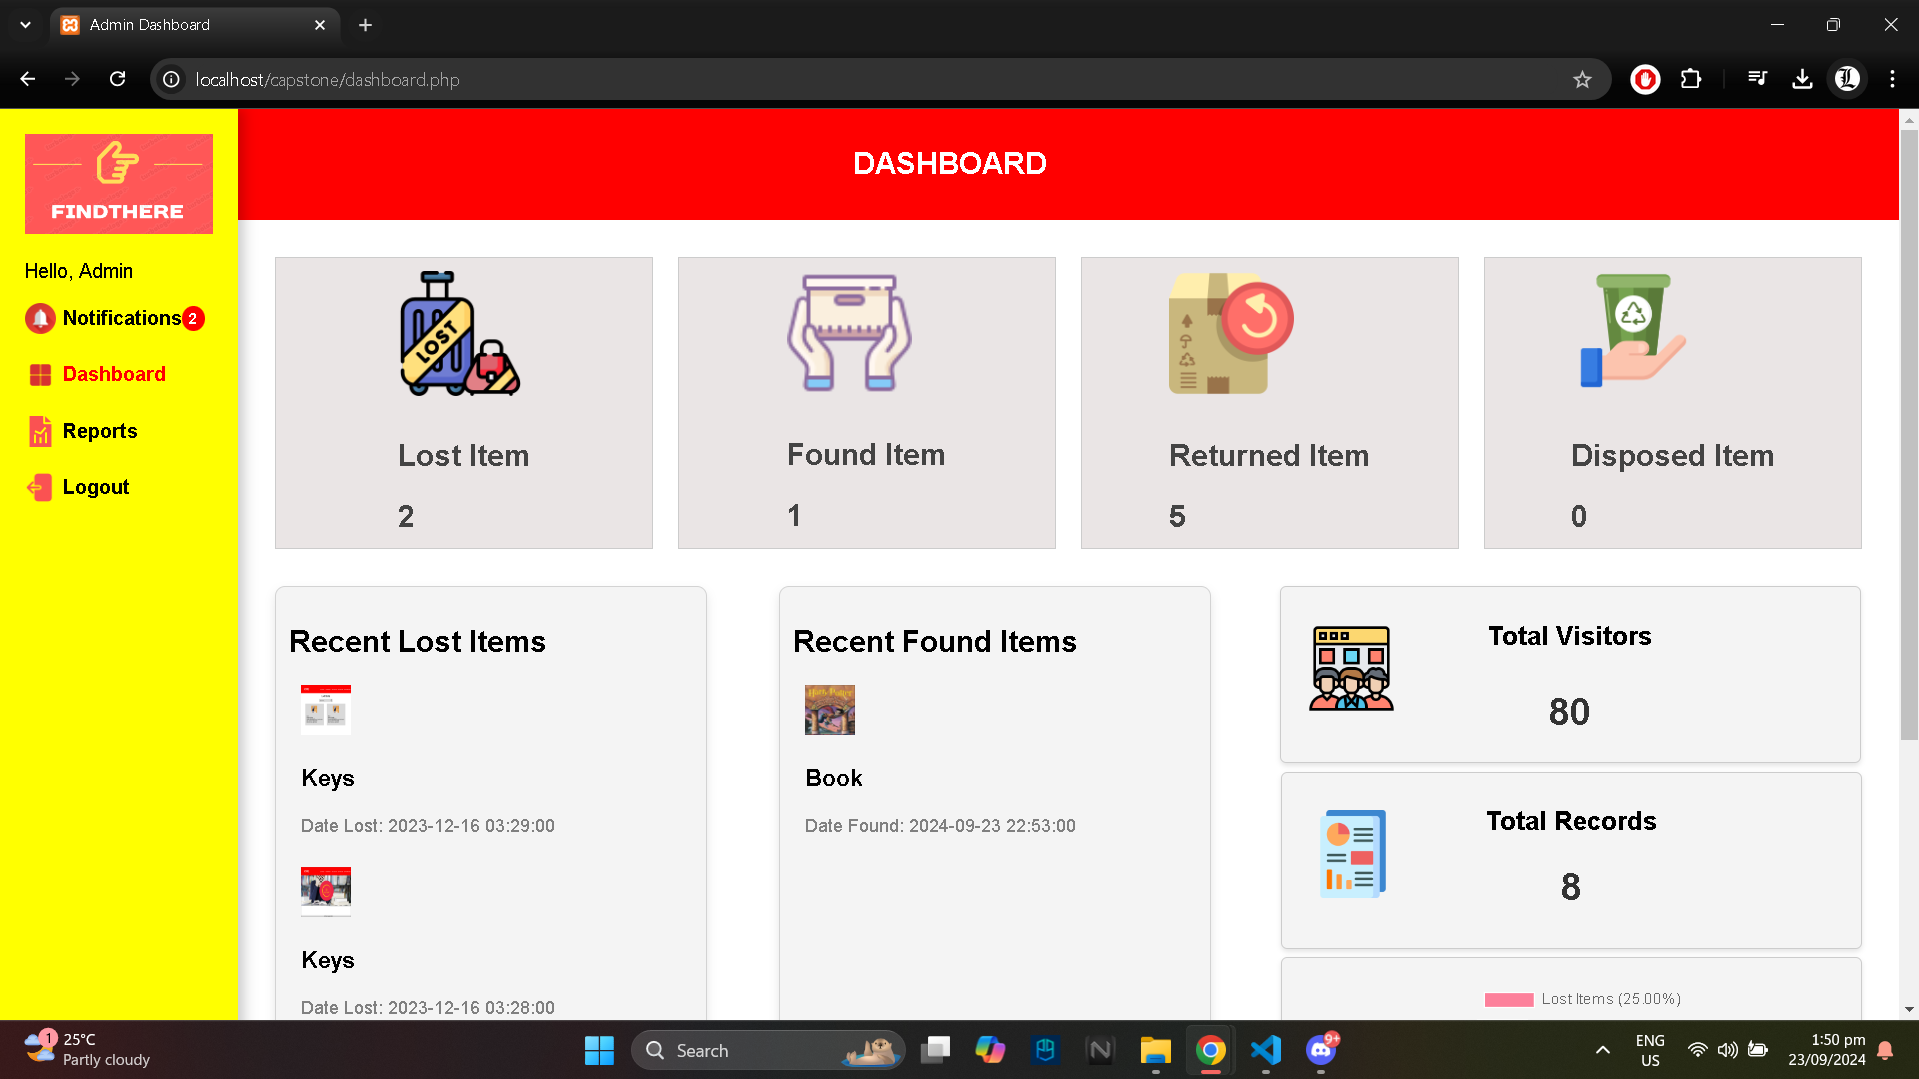 Admin Dashboard
localhost/capstone/dashboard.php
FINDTHERE
Hello, Admin
Notifications 2
Dashboard
Reports
Logout
DASHBOARD
LOST
Lost Item
2
Found Item
1
Returned Item
5
Disposed Item
0
Recent Lost Items
Keys
Date Lost: 2023-12-16 03:29:00
Keys
Date Lost: 2023-12-16 03:28:00
Recent Found Items
Harry Potter
Book
Date Found: 2024-09-23 22:53:00
Total Visitors
80
Total Records
8
Lost Items (25.00%)
1
25°C
Partly cloudy
Search
9+
ENG
US
1:50 pm
23/09/2024